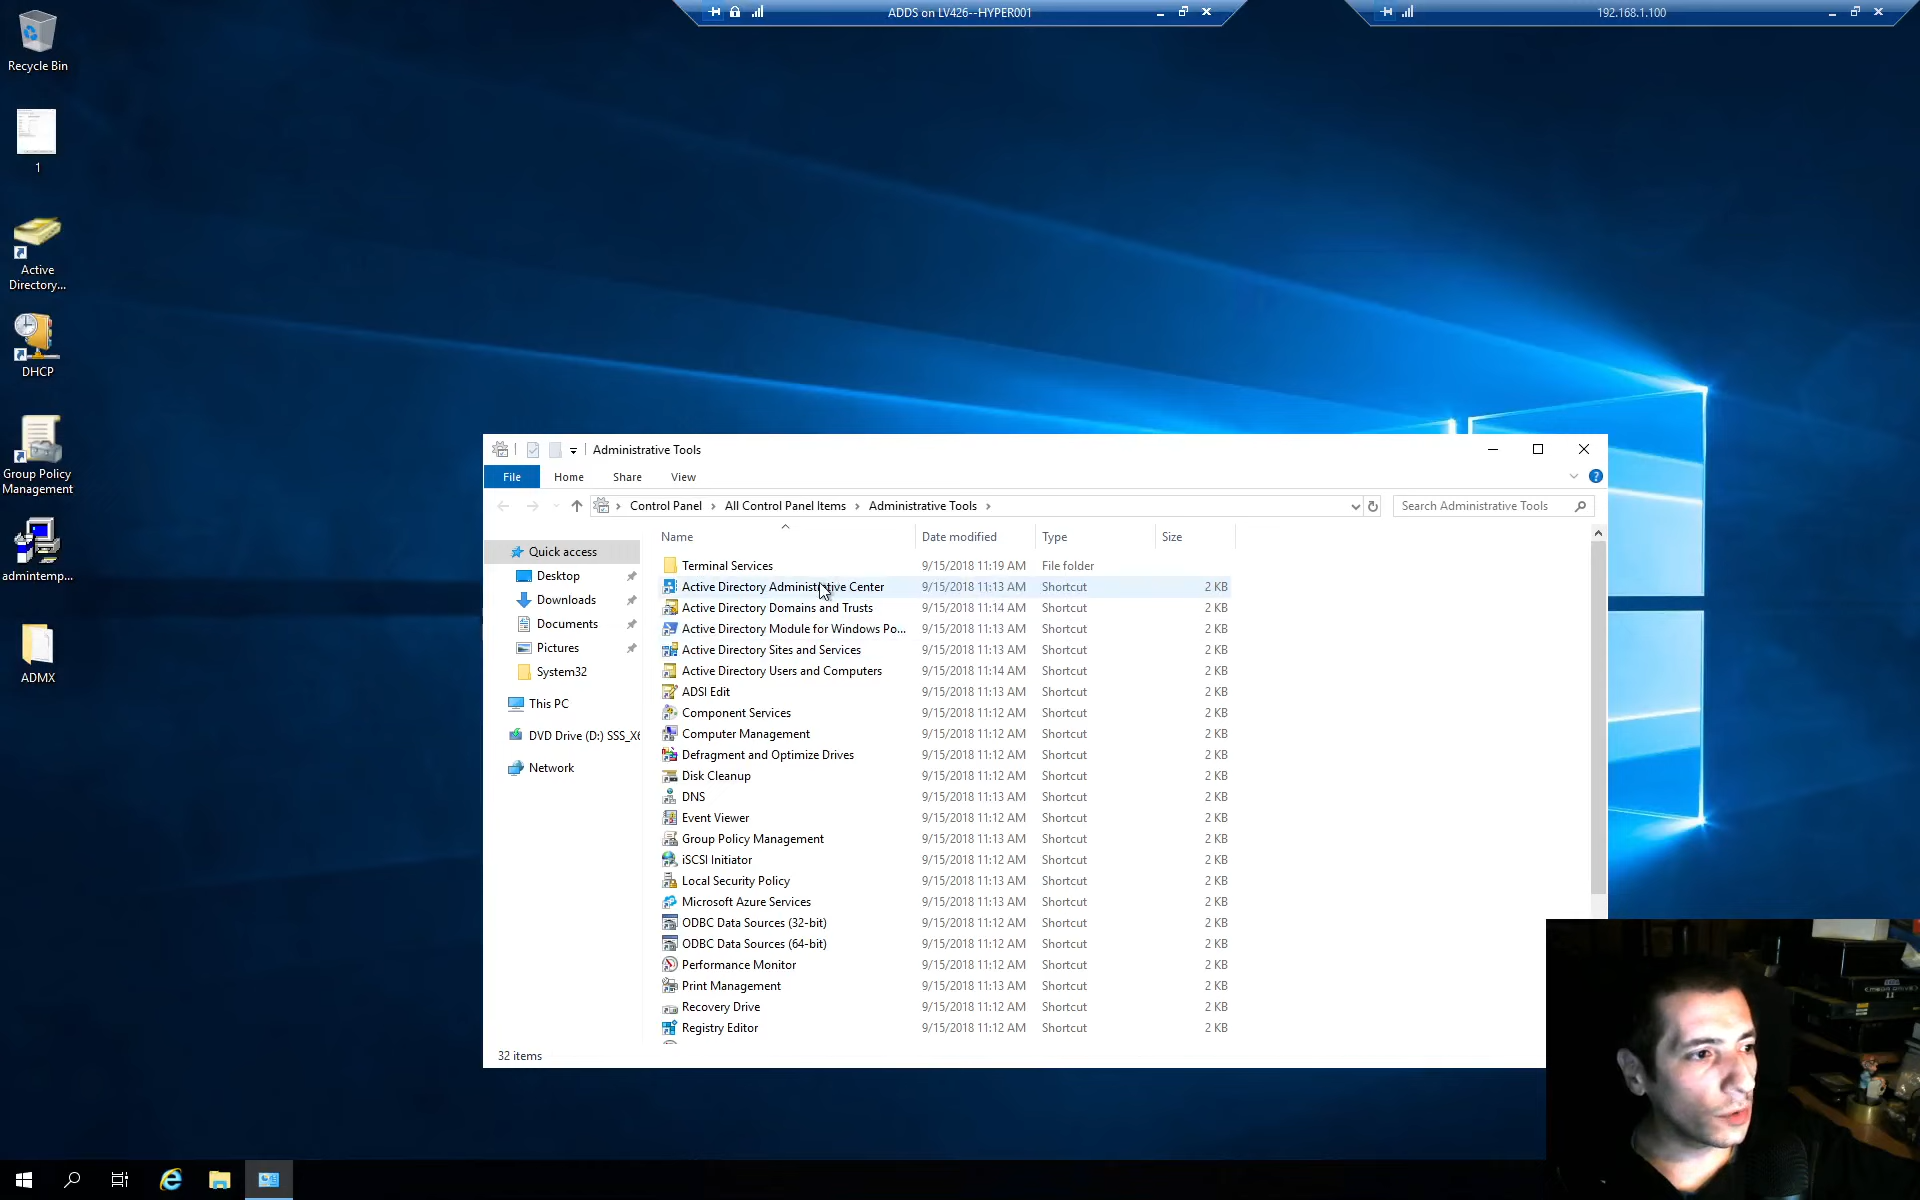 ADDS on LV426--HYPER001
192.168.1.100
Recycle Bin
1
Active
Directory...
DHCP
Group Policy
Management
admintemp...
ADMX
Administrative Tools
File
Home
Share
View
Control Panel
All Control Panel Items
Administrative Tools
Search Administrative Tools
Quick access
Desktop
Downloads
Documents
Pictures
System32
This PC
DVD Drive (D:) SSS_X6
Network
Name Date modified Type Size
Terminal Services 9/15/2018 11:19 AM File folder
Active Directory Administrative Center 9/15/2018 11:13 AM Shortcut 2 KB
Active Directory Domains and Trusts 9/15/2018 11:14 AM Shortcut 2 KB
Active Directory Module for Windows Po... 9/15/2018 11:13 AM Shortcut 2 KB
Active Directory Sites and Services 9/15/2018 11:13 AM Shortcut 2 KB
Active Directory Users and Computers 9/15/2018 11:14 AM Shortcut 2 KB
ADSI Edit 9/15/2018 11:13 AM Shortcut 2 KB
Component Services 9/15/2018 11:12 AM Shortcut 2 KB
Computer Management 9/15/2018 11:12 AM Shortcut 2 KB
Defragment and Optimize Drives 9/15/2018 11:12 AM Shortcut 2 KB
Disk Cleanup 9/15/2018 11:12 AM Shortcut 2 KB
DNS 9/15/2018 11:13 AM Shortcut 2 KB
Event Viewer 9/15/2018 11:12 AM Shortcut 2 KB
Group Policy Management 9/15/2018 11:13 AM Shortcut 2 KB
iSCSI Initiator 9/15/2018 11:12 AM Shortcut 2 KB
Local Security Policy 9/15/2018 11:13 AM Shortcut 2 KB
Microsoft Azure Services 9/15/2018 11:13 AM Shortcut 2 KB
ODBC Data Sources (32-bit) 9/15/2018 11:12 AM Shortcut 2 KB
ODBC Data Sources (64-bit) 9/15/2018 11:12 AM Shortcut 2 KB
Performance Monitor 9/15/2018 11:12 AM Shortcut 2 KB
Print Management 9/15/2018 11:13 AM Shortcut 2 KB
Recovery Drive 9/15/2018 11:12 AM Shortcut 2 KB
Registry Editor 9/15/2018 11:12 AM Shortcut 2 KB
32 items